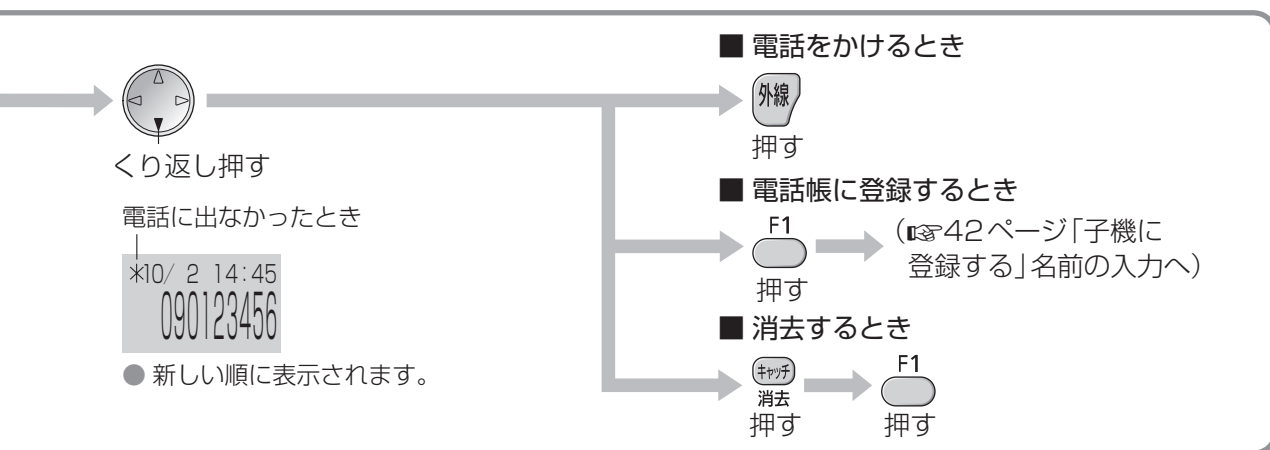 くり返し押す
電話に出なかったとき
*10/ 2 14:45
090123456
● 新しい順に表示されます。
■ 電話をかけるとき
外線
押す
■ 電話帳に登録するとき
F1
押す
(☞42ページ「子機に
登録する」名前の入力へ)
■ 消去するとき
キャッチ
消去
押す
F1
押す